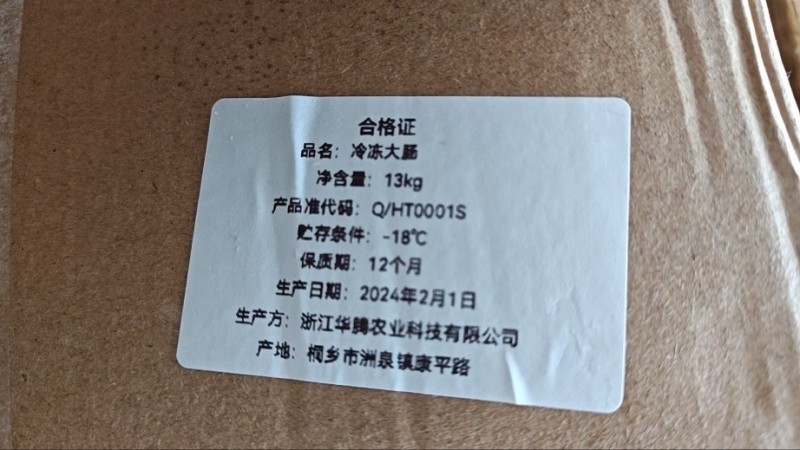 合格证
品名：冷冻大肠
净含量：13kg
产品准代码：Q/HT0001S
贮存条件：-18℃
保质期：12个月
生产日期：2024年2月1日
生产方：浙江华腾农业科技有限公司
产地：桐乡市洲泉镇康平路